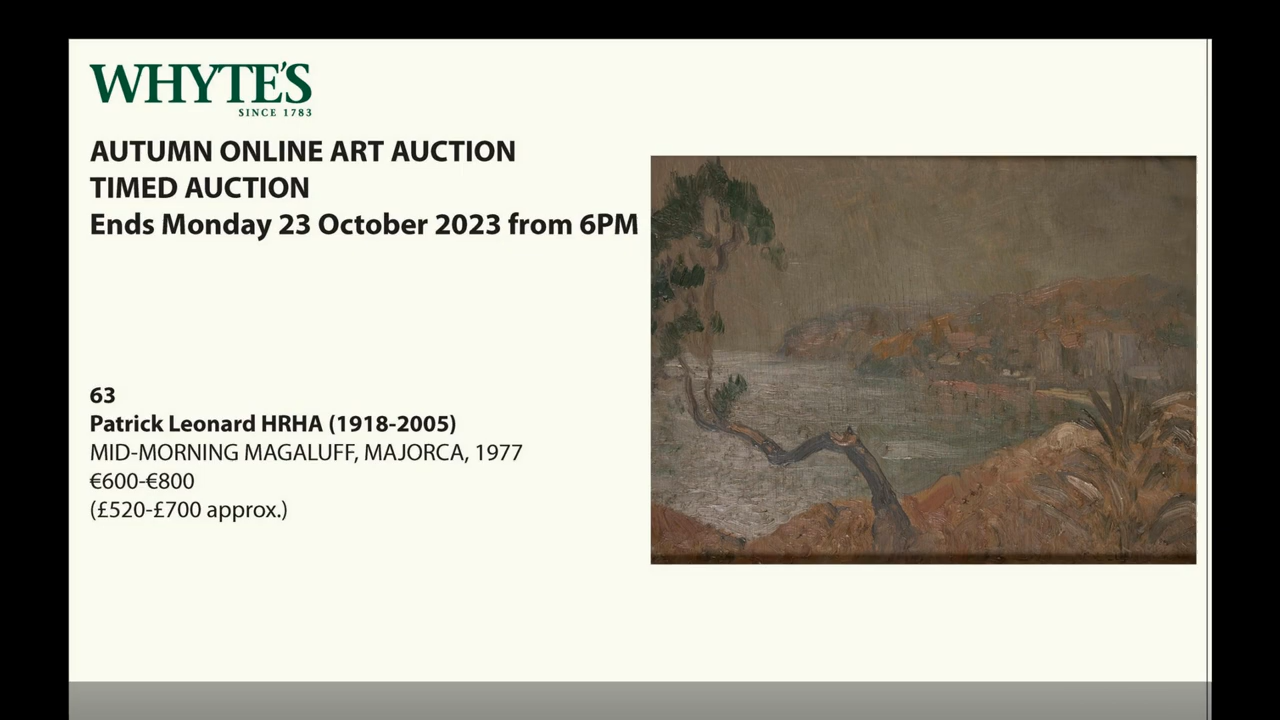 WHYTE'S
SINCE 1783
AUTUMN ONLINE ART AUCTION
TIMED AUCTION
Ends Monday 23 October 2023 from 6PM
63
Patrick Leonard HRHA (1918-2005)
MID-MORNING MAGALUFF, MAJORCA, 1977
€600-€800
(£520-£700 approx.)